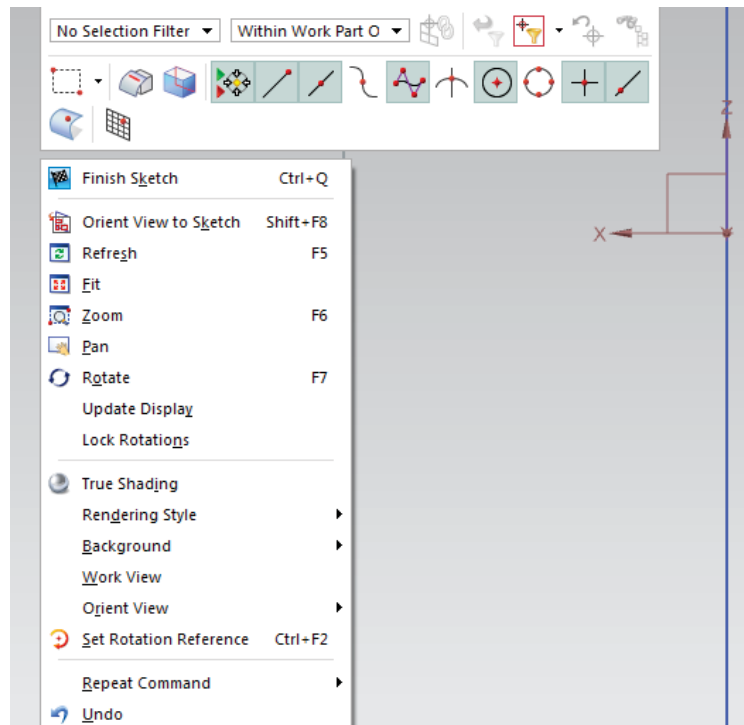 No Selection Filter Within Work Part O
Finish Sketch Ctrl+Q
Orient View to Sketch Shift+F8
Refresh F5
Fit
Zoom F6
Pan
Rotate F7
Update Display
Lock Rotations
True Shading
Rendering Style
Background
Work View
Orient View
Set Rotation Reference Ctrl+F2
Repeat Command
Undo
Z
X